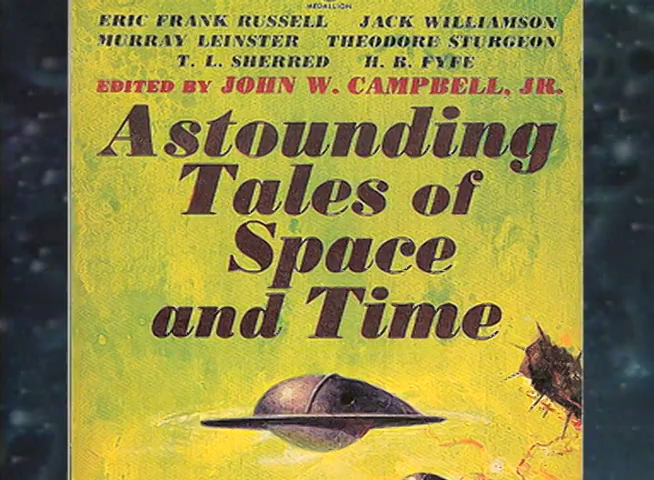 MEDALLION
ERIC FRANK RUSSELL JACK WILLIAMSON
MURRAY LEINSTER THEODORE STURGEON
T. L. SHERRED H. B. FYFE
EDITED BY JOHN W. CAMPBELL, JR.
Astounding
Tales of
Space
and Time